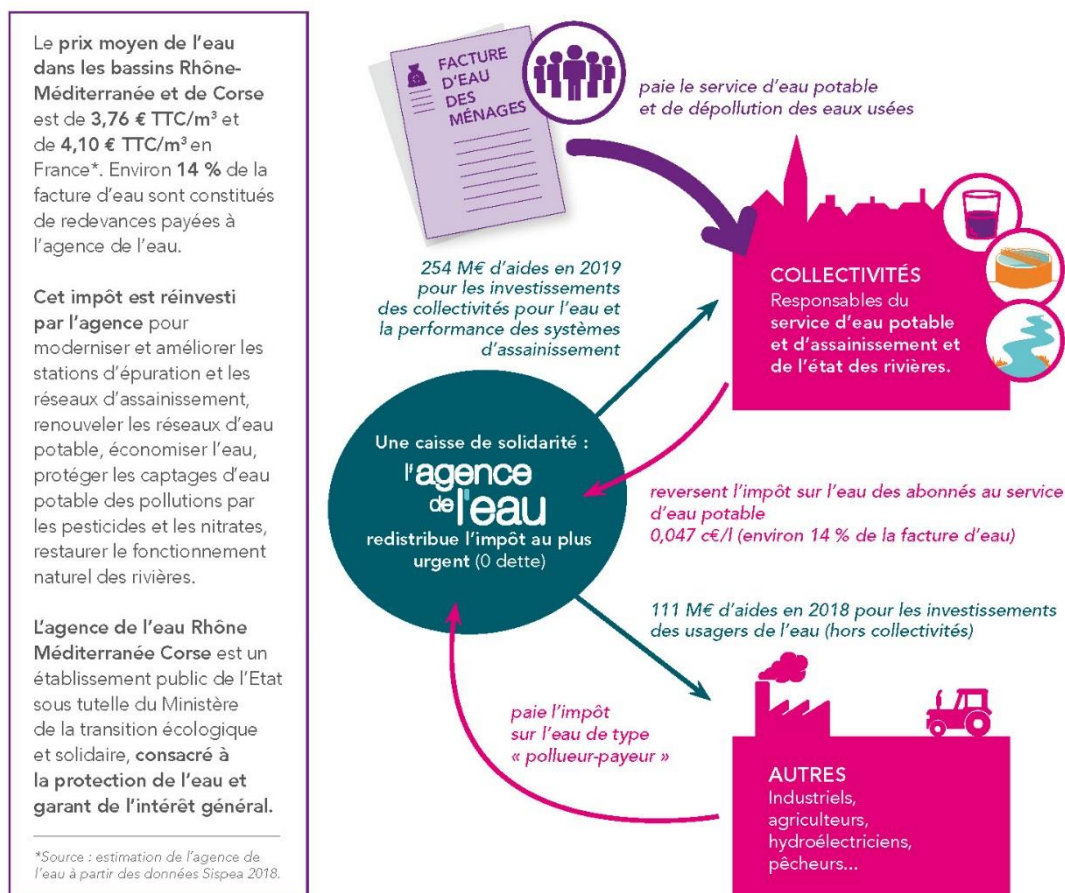 Le prix moyen de l'eau
dans les bassins Rhône-
Méditerranée et de Corse
est de 3,76 € TTC/m³ et
de 4,10 € TTC/m³ en
France*. Environ 14 % de la
facture d'eau sont constitués
de redevances payées à
l'agence de l'eau.
Cet impôt est réinvesti
par l'agence pour
moderniser et améliorer les
stations d'épuration et les
réseaux d'assainissement,
renouveler les réseaux d'eau
potable, économiser l'eau,
protéger les captages d'eau
potable des pollutions par
les pesticides et les nitrates,
restaurer le fonctionnement
naturel des rivières.
L'agence de l'eau Rhône
Méditerranée Corse est un
établissement public de l'Etat
sous tutelle du Ministère
de la transition écologique
et solidaire, consacré à
la protection de l'eau et
garant de l'intérêt général.
*Source : estimation de l'agence de
l'eau à partir des données Sispea 2018.
FACTURE
D'EAU
DES
MÉNAGES
paie le service d'eau potable
et de dépollution des eaux usées
254 M€ d'aides en 2019
pour les investissements
des collectivités pour l'eau et
la performance des systèmes
d'assainissement
COLLECTIVITÉS
Responsables du
service d'eau potable
et d'assainissement et
de l'état des rivières.
Une caisse de solidarité :
l'agence
de l'eau
redistribue l'impôt au plus
urgent (0 dette)
reversent l'impôt sur l'eau des abonnés au service
d'eau potable
0,047 c€/l (environ 14 % de la facture d'eau)
111 M€ d'aides en 2018 pour les investissements
des usagers de l'eau (hors collectivités)
paie l'impôt
sur l'eau de type
« pollueur-payeur »
AUTRES
Industriels,
agriculteurs,
hydroélectriciens,
pêcheurs...